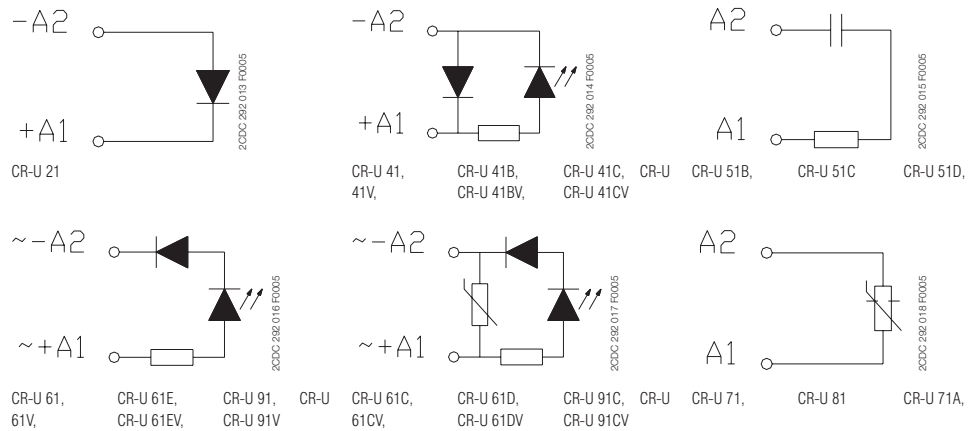 -A2
+A1
2CDC 292 013 F0005
CR-U 21
-A2
+A1
2CDC 292 014 F0005
CR-U 41, CR-U 41B, CR-U 41C, CR-U
41V, CR-U 41BV, CR-U 41CV
A2
A1
2CDC 292 015 F0005
CR-U 51B, CR-U 51C CR-U 51D,
~-A2
~+A1
2CDC 292 016 F0005
CR-U 61, CR-U 61E, CR-U 91, CR-U
61V, CR-U 61EV, CR-U 91V
~-A2
~+A1
2CDC 292 017 F0005
CR-U 61C, CR-U 61D, CR-U 91C, CR-U
61CV, CR-U 61DV CR-U 91CV
A2
A1
2CDC 292 018 F0005
CR-U 71, CR-U 81 CR-U 71A,